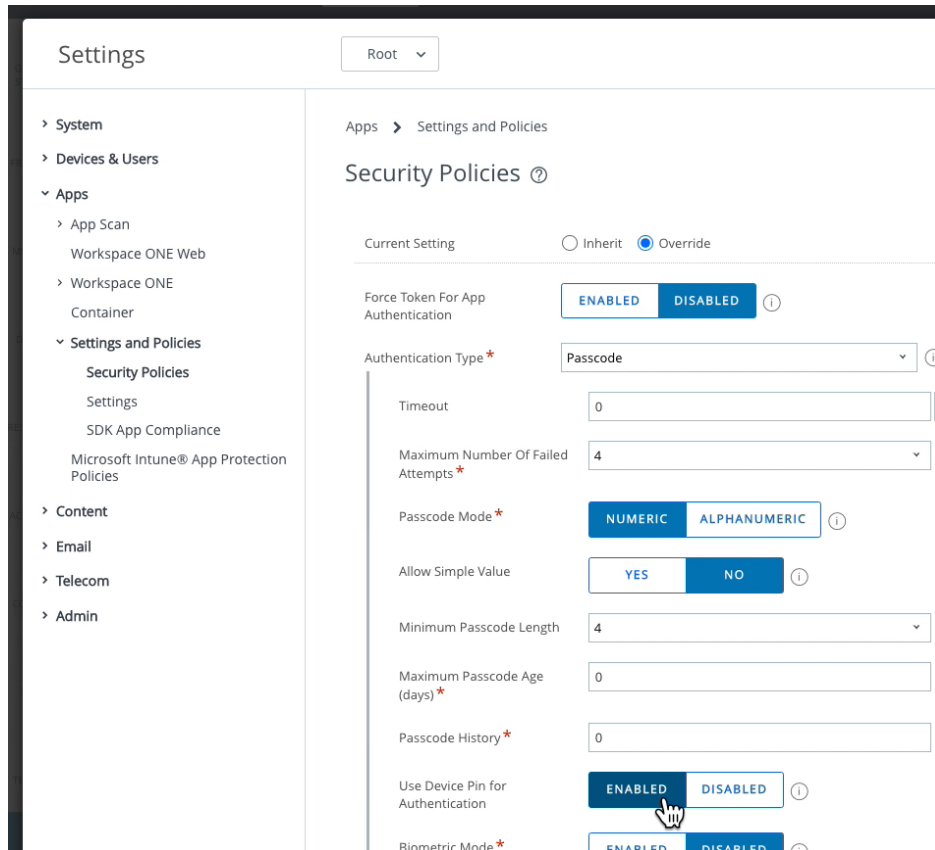 Settings
Root
System
Devices & Users
Apps
App Scan
Workspace ONE Web
Workspace ONE
Container
Settings and Policies
Security Policies
Settings
SDK App Compliance
Microsoft Intune® App Protection
Policies
Content
Email
Telecom
Admin
Apps > Settings and Policies
Security Policies
Current Setting Inherit Override
Force Token For App
Authentication
ENABLED DISABLED
Authentication Type * Passcode
Timeout 0
Maximum Number Of Failed
Attempts * 4
Passcode Mode * NUMERIC ALPHANUMERIC
Allow Simple Value YES NO
Minimum Passcode Length 4
Maximum Passcode Age
(days) * 0
Passcode History * 0
Use Device Pin for
Authentication
ENABLED DISABLED
Biometric Mode * ENABLED DISABLED